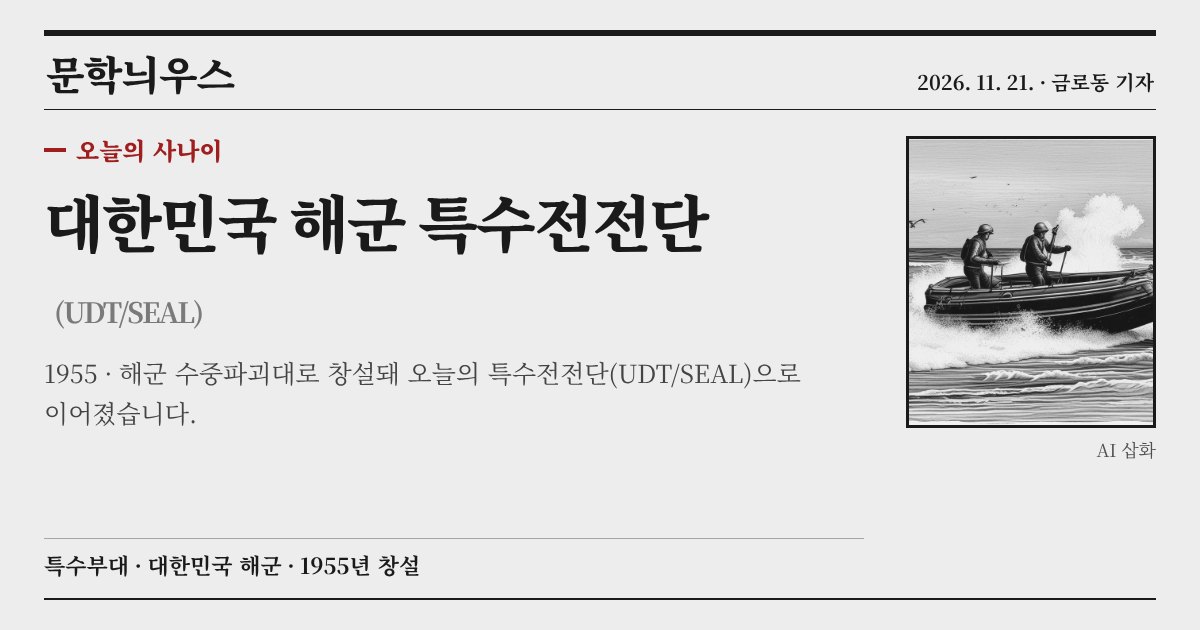 문학늬우스
2026. 11. 21. · 금로동 기자
오늘의 사나이
대한민국 해군 특수전전단
(UDT/SEAL)
1955 · 해군 수중파괴대로 창설돼 오늘의 특수전전단(UDT/SEAL)으로
이어졌습니다.
AI 삽화
특수부대 · 대한민국 해군 · 1955년 창설